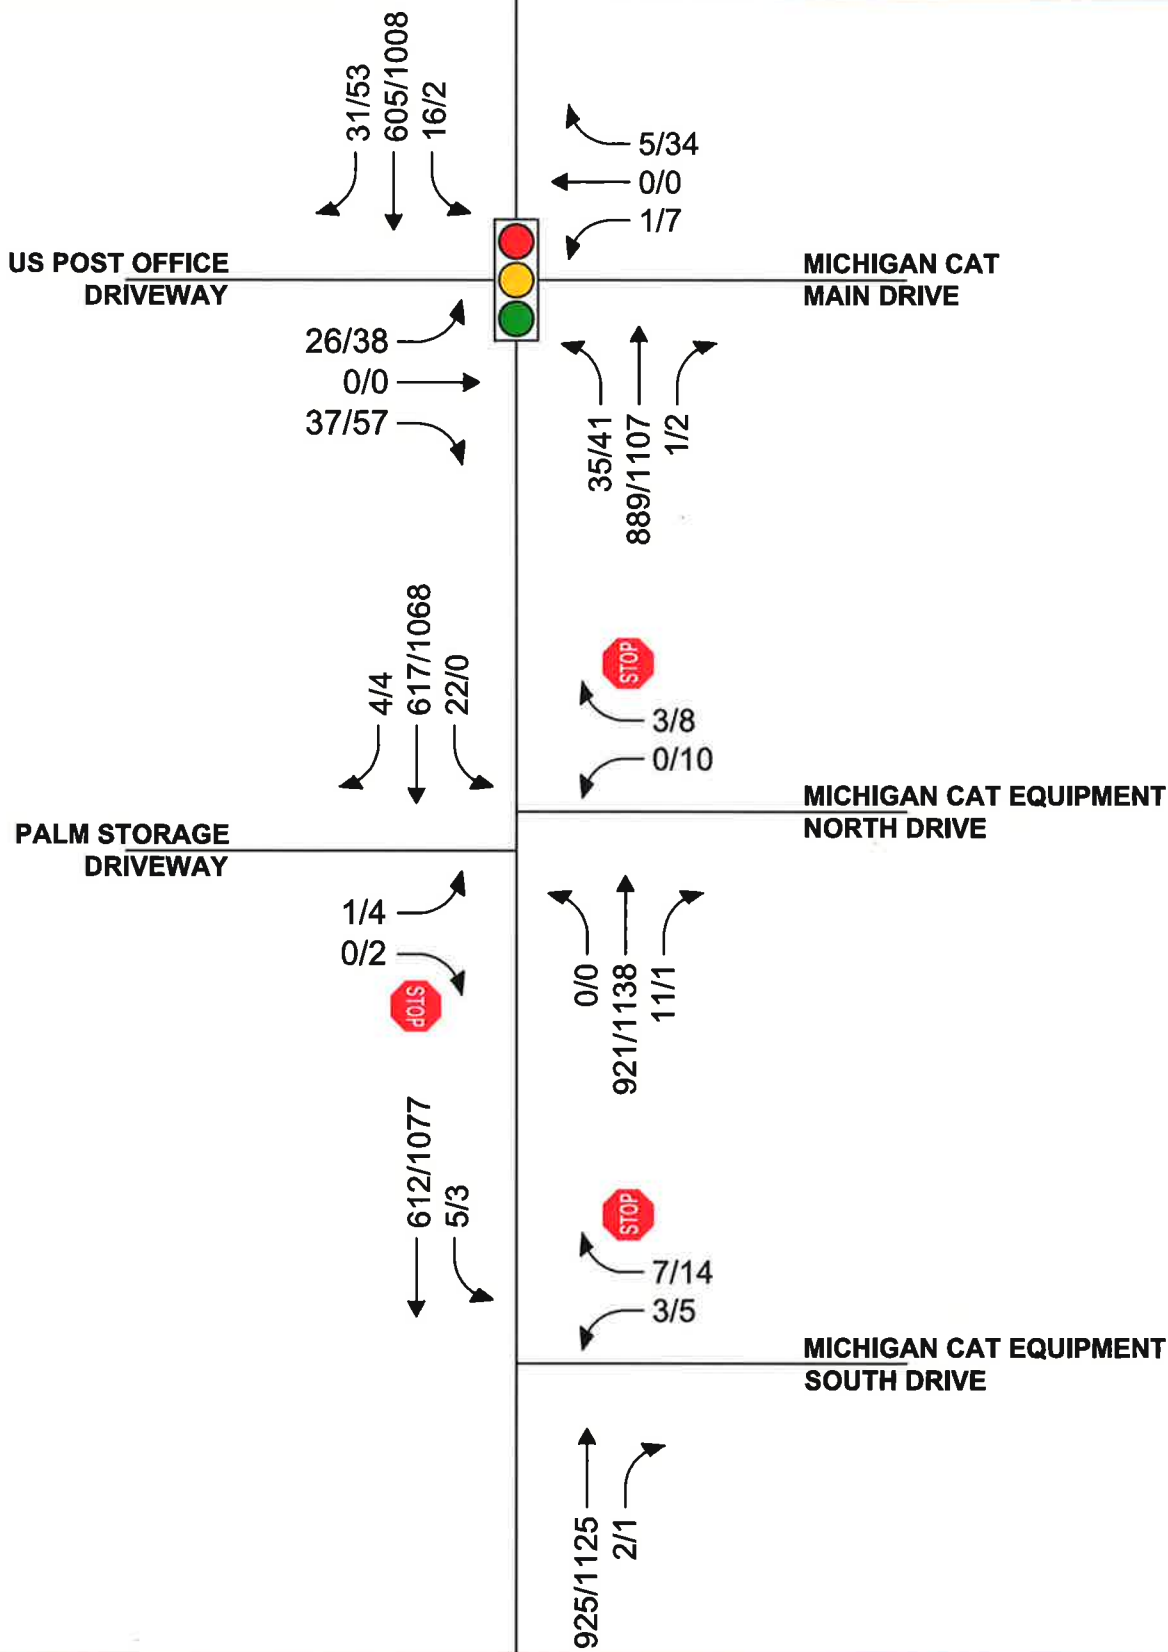 31/53
605/1008
16/2
5/34
0/0
1/7
US POST OFFICE
DRIVEWAY
MICHIGAN CAT
MAIN DRIVE
26/38
0/0
37/57
35/41
889/1107
1/2
4/4
617/1068
22/0
STOP
3/8
0/10
MICHIGAN CAT EQUIPMENT
NORTH DRIVE
PALM STORAGE
DRIVEWAY
1/4
0/2
STOP
0/0
921/1138
11/1
612/1077
5/3
STOP
7/14
3/5
MICHIGAN CAT EQUIPMENT
SOUTH DRIVE
925/1125
2/1